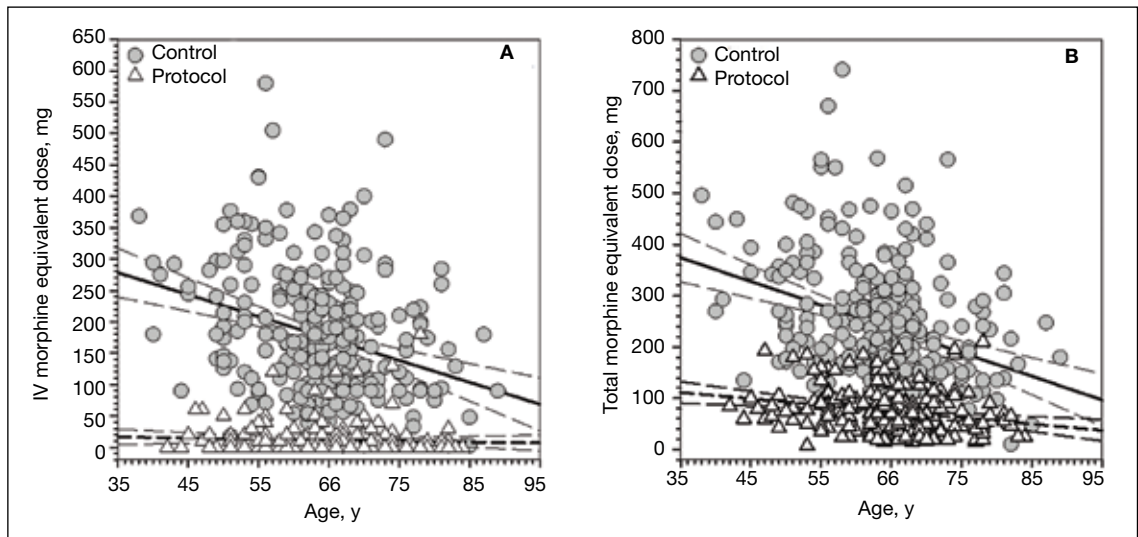 650
600
550
500
450
400
350
300
250
200
150
100
50
0
IV morphine equivalent dose, mg
Control
Protocol
A
35 45 55 66 75 85 95
Age, y
800
700
600
500
400
300
200
100
0
Total morphine equivalent dose, mg
Control
Protocol
B
35 45 55 66 75 85 95
Age, y